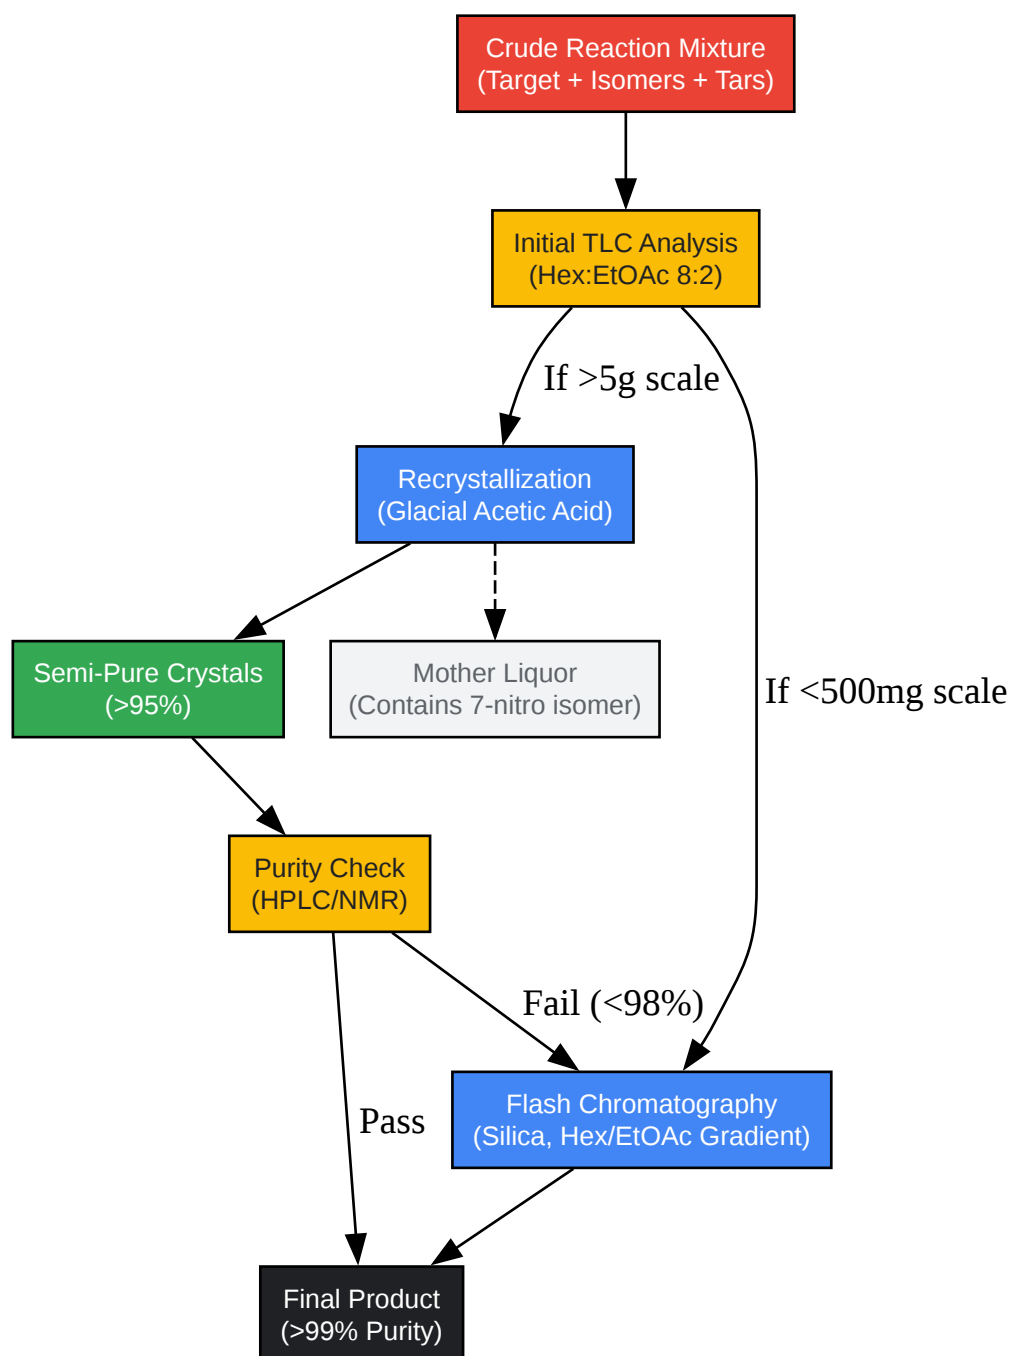 Crude Reaction Mixture
(Target + Isomers + Tars)
Initial TLC Analysis
(Hex:EtOAc 8:2)
If >5g scale
Recrystallization
(Glacial Acetic Acid)
Semi-Pure Crystals
(>95%)
Mother Liquor
(Contains 7-nitro isomer)
If <500mg scale
Purity Check
(HPLC/NMR)
Fail (<98%)
Pass
Flash Chromatography
(Silica, Hex/EtOAc Gradient)
Final Product
(>99% Purity)